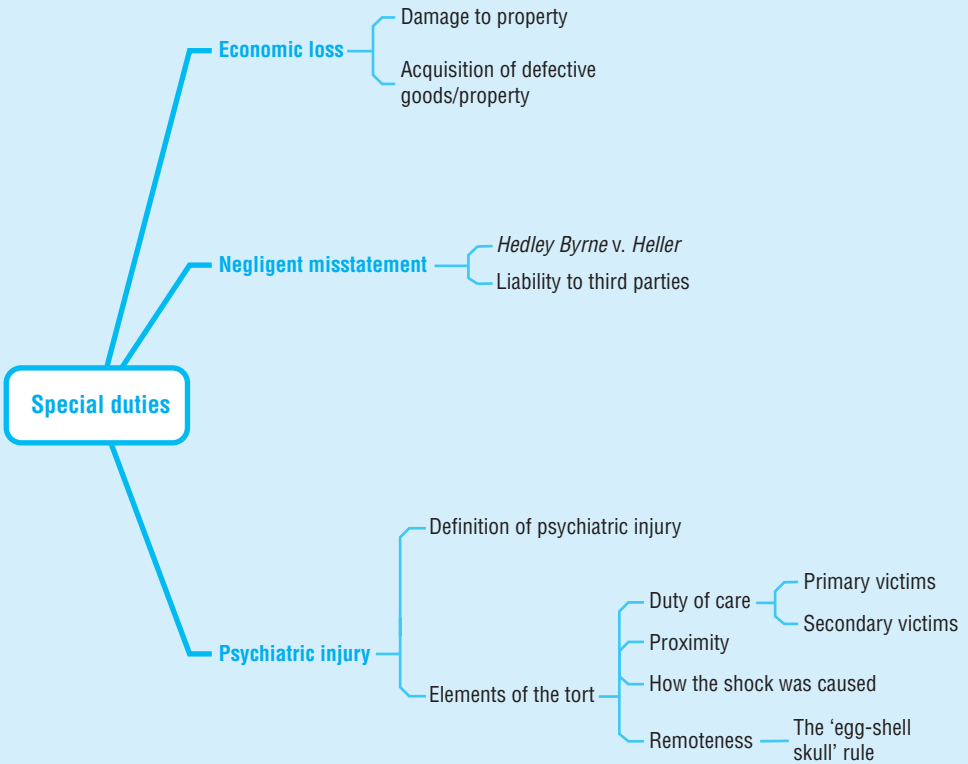 Damage to property
Economic loss
Acquisition of defective
goods/property
Hedley Byrne v. Heller
Negligent misstatement
Liability to third parties
Special duties
Definition of psychiatric injury
Primary victims
Duty of care
Secondary victims
Proximity
Psychiatric injury
How the shock was caused
Elements of the tort
The ‘egg-shell
skull’ rule
Remoteness